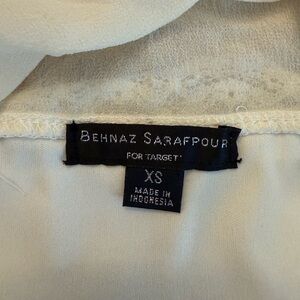 BEHNAZ SARAFPOUR
FOR TARGET
XS
MADE IN
INDONESIA